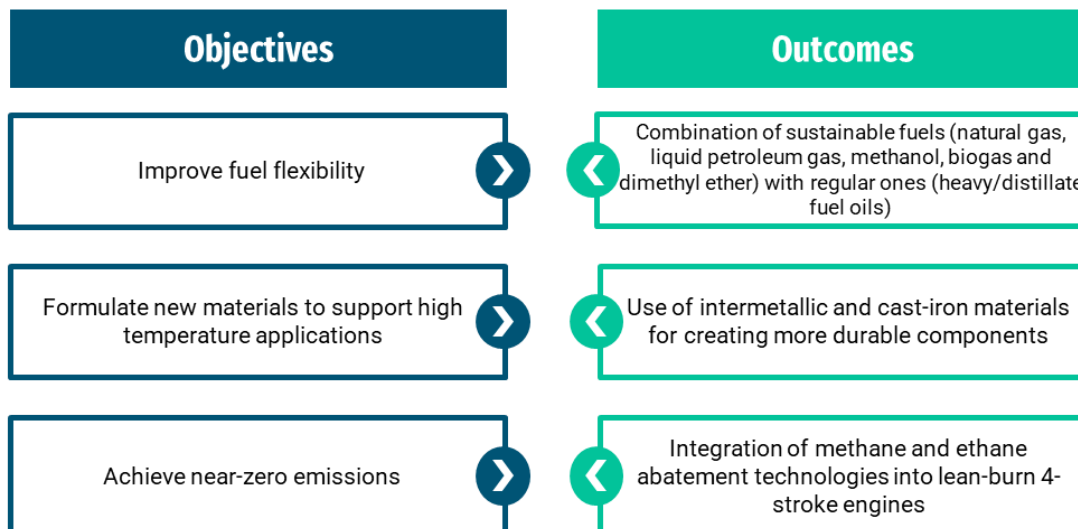 Objectives
Outcomes
Improve fuel flexibility
Combination of sustainable fuels (natural gas,
liquid petroleum gas, methanol, biogas and
dimethyl ether) with regular ones (heavy/distillate
fuel oils)
Formulate new materials to support high
temperature applications
Use of intermetallic and cast-iron materials
for creating more durable components
Achieve near-zero emissions
Integration of methane and ethane
abatement technologies into lean-burn 4-
stroke engines